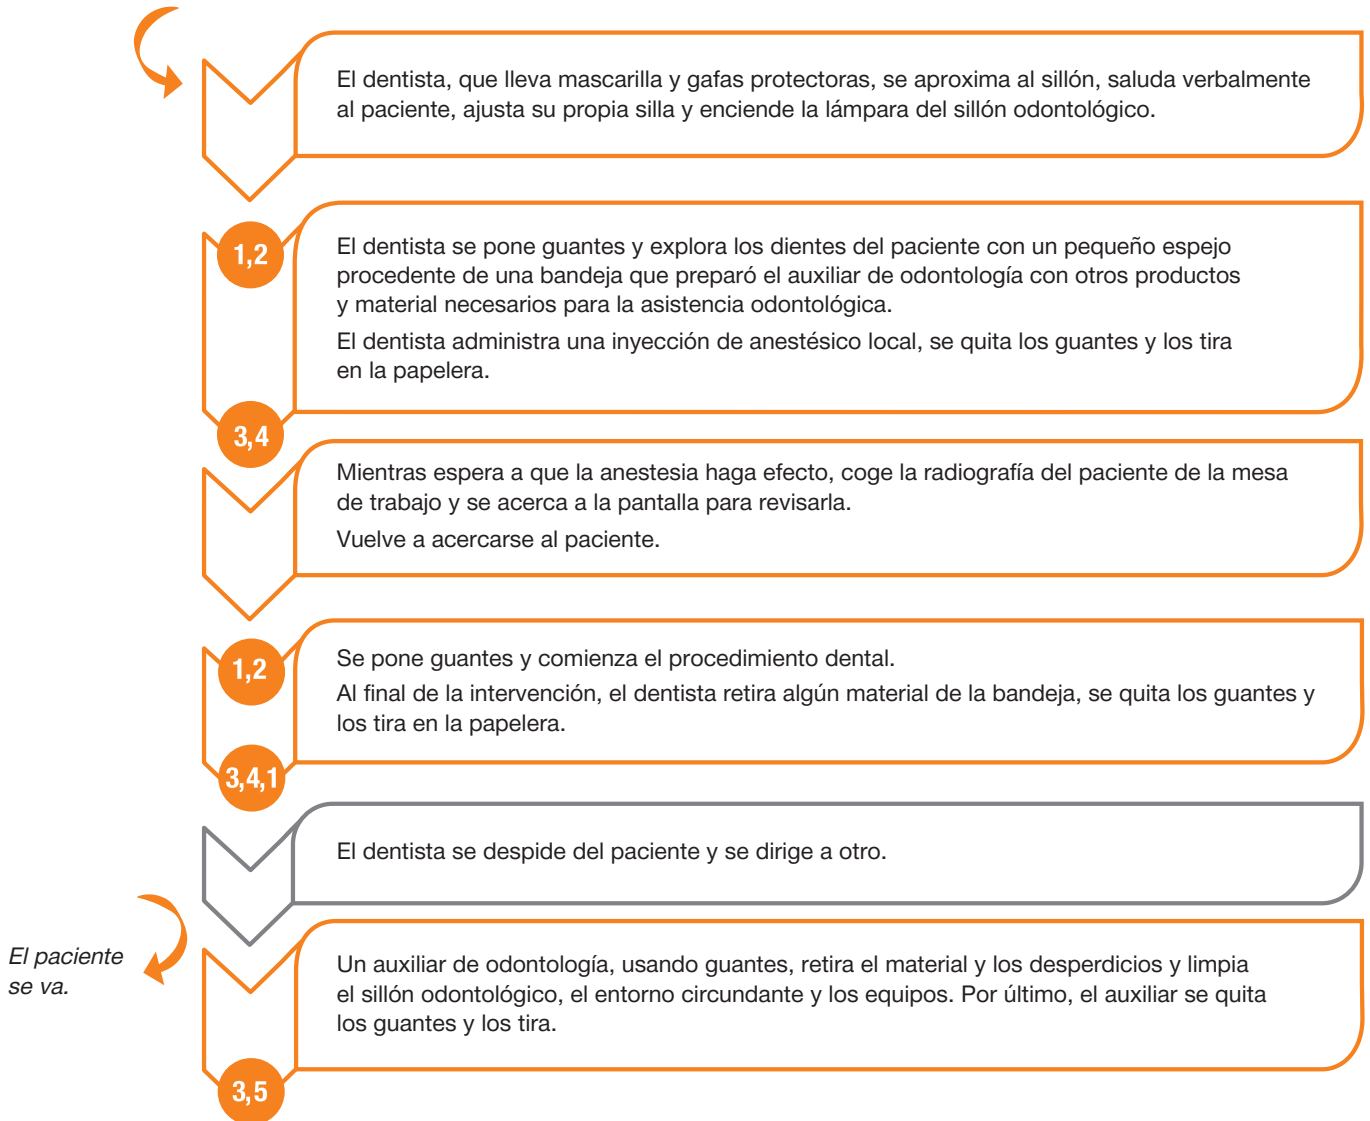 El dentista, que lleva mascarilla y gafas protectoras, se aproxima al sillón, saluda verbalmente
al paciente, ajusta su propia silla y enciende la lámpara del sillón odontológico.
1,2
El dentista se pone guantes y explora los dientes del paciente con un pequeño espejo
procedente de una bandeja que preparó el auxiliar de odontología con otros productos
y material necesarios para la asistencia odontológica.
El dentista administra una inyección de anestésico local, se quita los guantes y los tira
en la papelera.
3,4
Mientras espera a que la anestesia haga efecto, coge la radiografía del paciente de la mesa
de trabajo y se acerca a la pantalla para revisarla.
Vuelve a acercarse al paciente.
1,2
Se pone guantes y comienza el procedimiento dental.
Al final de la intervención, el dentista retira algún material de la bandeja, se quita los guantes y
los tira en la papelera.
3,4,1
El dentista se despide del paciente y se dirige a otro.
El paciente
se va.
Un auxiliar de odontología, usando guantes, retira el material y los desperdicios y limpia
el sillón odontológico, el entorno circundante y los equipos. Por último, el auxiliar se quita
los guantes y los tira.
3,5